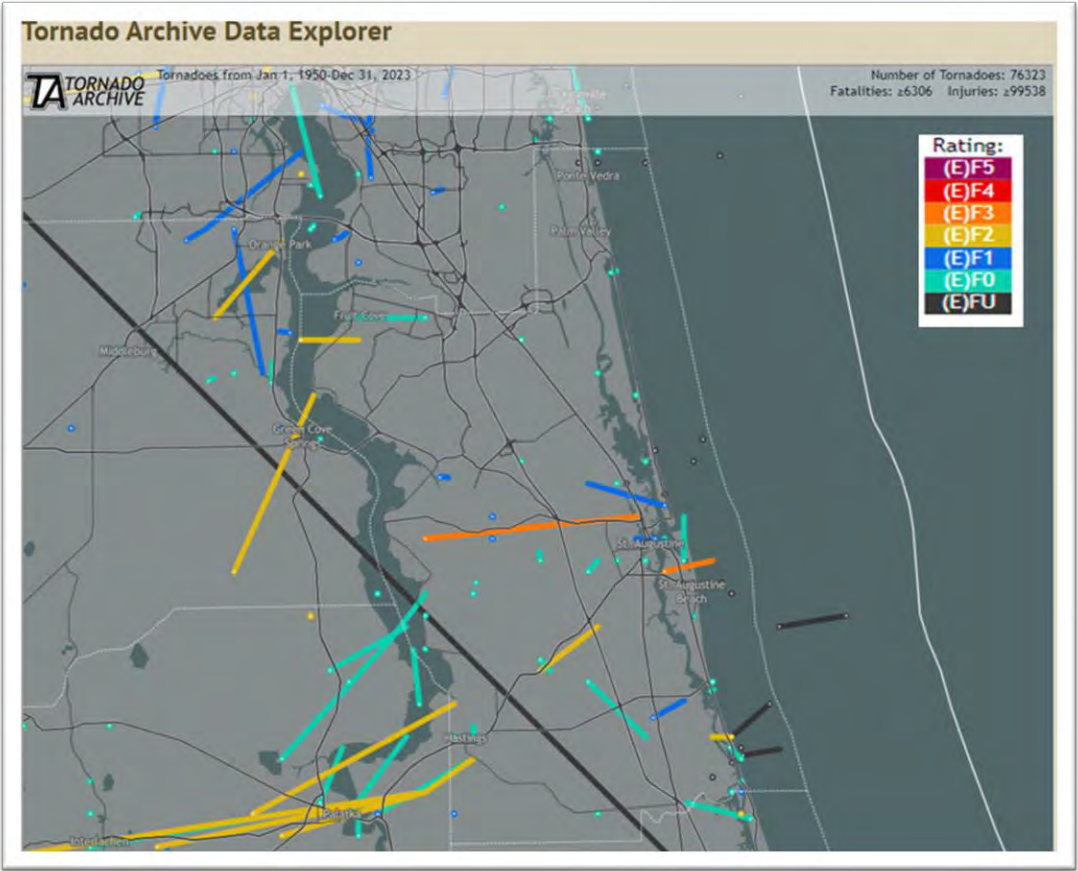 Tornado Archive Data Explorer
TA TORNADO
ARCHIVE
Tornadoes from Jan 1, 1950-Dec 31, 2023
Number of Tornadoes: 76323
Fatalities: ≥6306 Injuries: ≥99538
Rating:
(E)F5
(E)F4
(E)F3
(E)F2
(E)F1
(E)F0
(E)FU
Ponte Vedra
Palm Valley
Orange Park
Fruit Cove
Middleburg
Green Cove
Springs
St. Augustine
St. Augustine
Beach
Hastings
Palatka
Interlachen